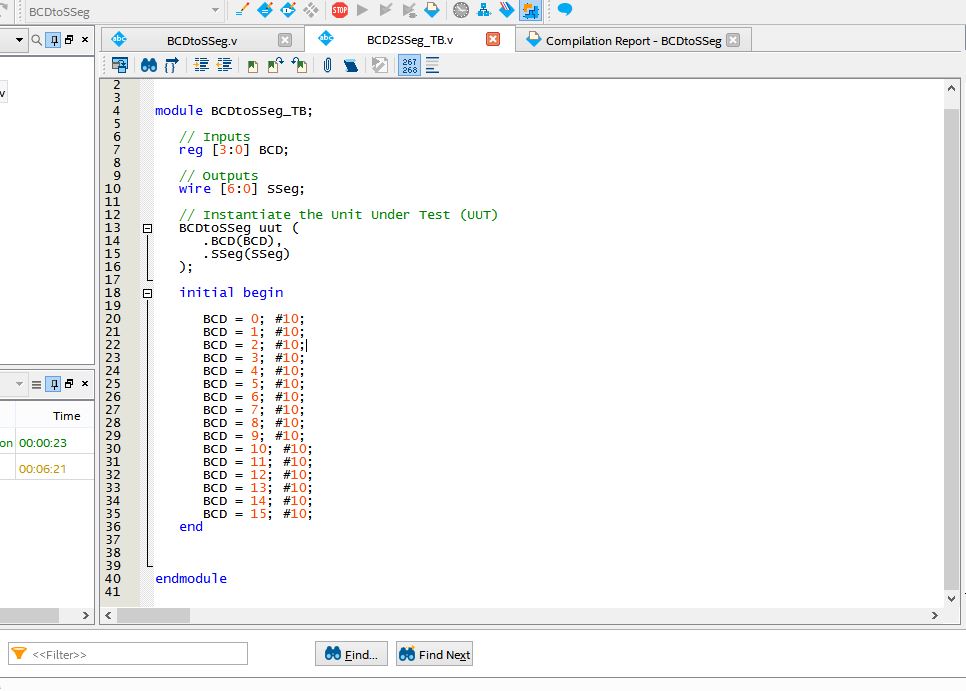 BCDtoSSeg
STOP
BCDtoSSeg.v
BCD2SSeg_TB.v
Compilation Report - BCDtoSSeg
267
268
v
2
3
4 module BCDtoSSeg_TB;
5
6 // Inputs
7 reg [3:0] BCD;
8
9 // Outputs
10 wire [6:0] SSeg;
11
12 // Instantiate the Unit Under Test (UUT)
13 BCDtoSSeg uut (
14 .BCD(BCD),
15 .SSeg(SSeg)
16 );
17
18 initial begin
19
20 BCD = 0; #10;
21 BCD = 1; #10;
22 BCD = 2; #10;
23 BCD = 3; #10;
24 BCD = 4; #10;
25 BCD = 5; #10;
26 BCD = 6; #10;
27 BCD = 7; #10;
28 BCD = 8; #10;
29 BCD = 9; #10;
30 BCD = 10; #10;
31 BCD = 11; #10;
32 BCD = 12; #10;
33 BCD = 13; #10;
34 BCD = 14; #10;
35 BCD = 15; #10;
36 end
37
38
39
40 endmodule
41
Time
on 00:00:23
00:06:21
<<Filter>>
Find...
Find Next